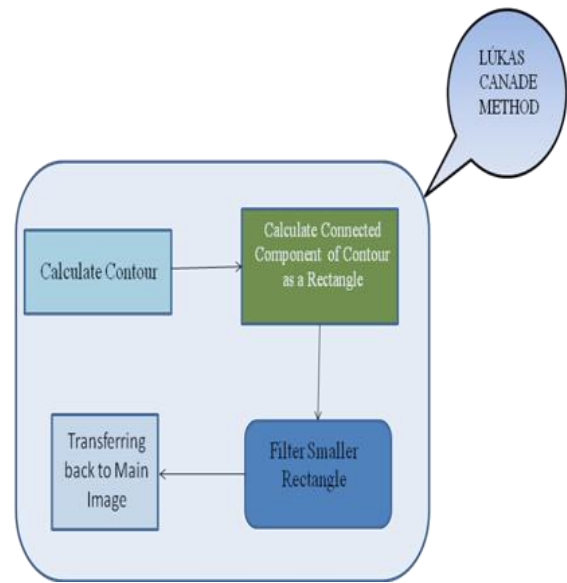 LÚKAS
CANADE
METHOD
Calculate Contour
Calculate Connected
Component of Contour
as a Rectangle
Filter Smaller
Rectangle
Transferring
back to Main
Image